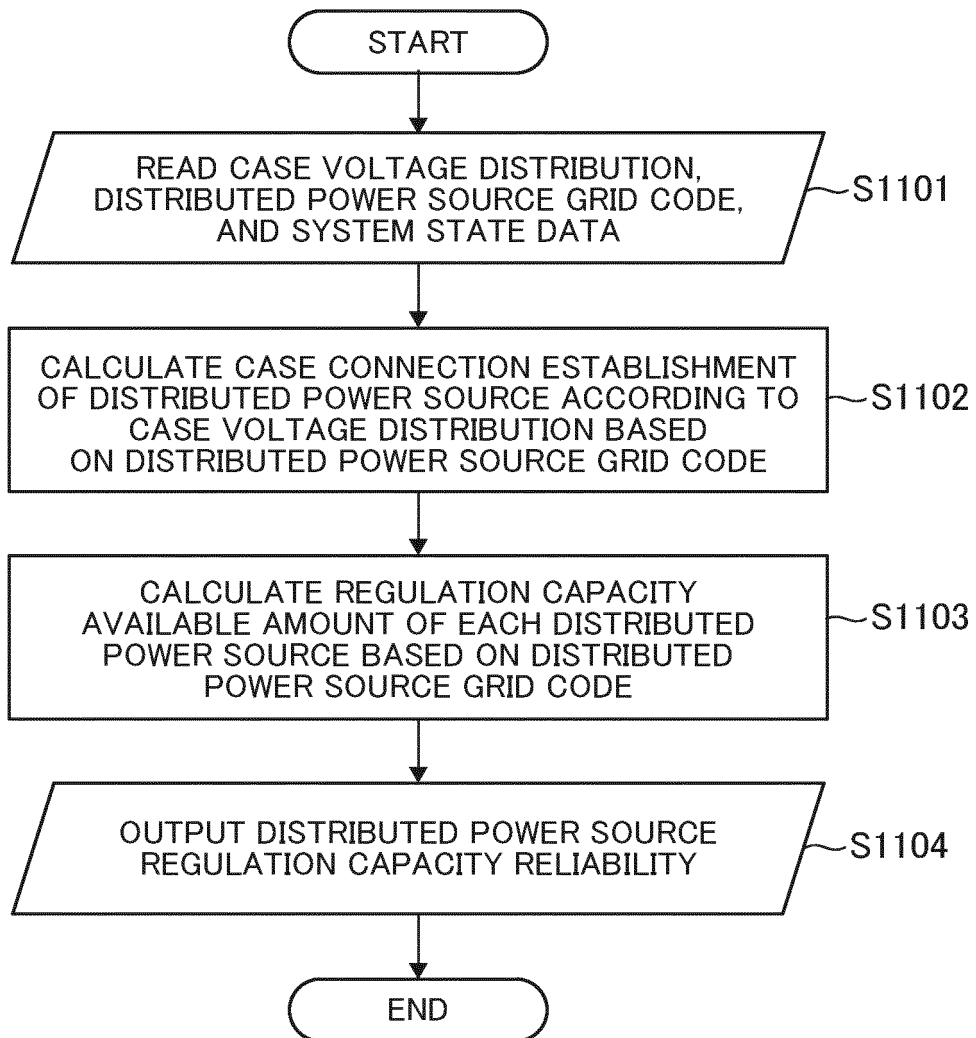 START
READ CASE VOLTAGE DISTRIBUTION,
DISTRIBUTED POWER SOURCE GRID CODE,
AND SYSTEM STATE DATA
S1101
CALCULATE CASE CONNECTION ESTABLISHMENT
OF DISTRIBUTED POWER SOURCE ACCORDING TO
CASE VOLTAGE DISTRIBUTION BASED
ON DISTRIBUTED POWER SOURCE GRID CODE
S1102
CALCULATE REGULATION CAPACITY
AVAILABLE AMOUNT OF EACH DISTRIBUTED
POWER SOURCE BASED ON DISTRIBUTED
POWER SOURCE GRID CODE
S1103
OUTPUT DISTRIBUTED POWER SOURCE
REGULATION CAPACITY RELIABILITY
S1104
END